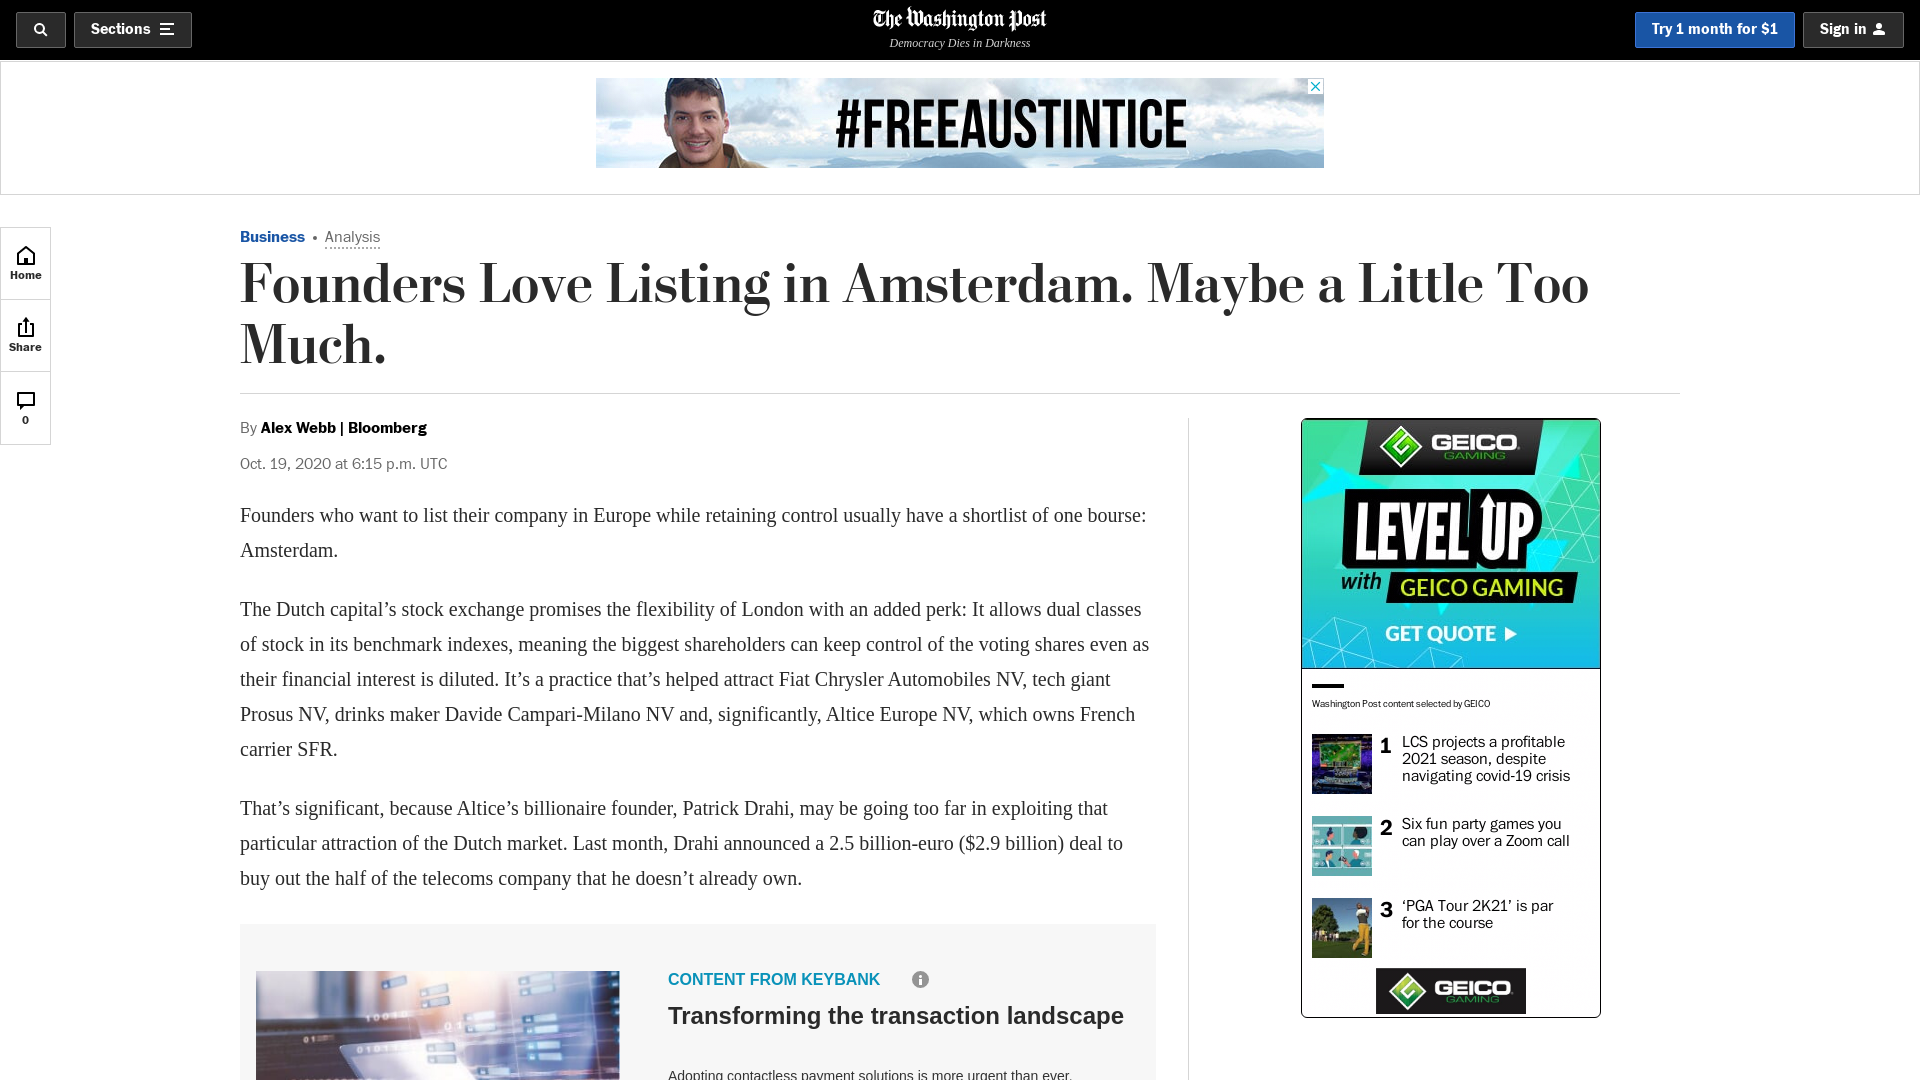 Sections
The Washington Post
Democracy Dies in Darkness
Try 1 month for $1
Sign in
#FREEAUSTINTICE
Home
Share
0
Business • Analysis
Founders Love Listing in Amsterdam. Maybe a Little Too
Much.
By Alex Webb | Bloomberg
Oct. 19, 2020 at 6:15 p.m. UTC
Founders who want to list their company in Europe while retaining control usually have a shortlist of one bourse:
Amsterdam.
The Dutch capital’s stock exchange promises the flexibility of London with an added perk: It allows dual classes
of stock in its benchmark indexes, meaning the biggest shareholders can keep control of the voting shares even as
their financial interest is diluted. It’s a practice that’s helped attract Fiat Chrysler Automobiles NV, tech giant
Prosus NV, drinks maker Davide Campari-Milano NV and, significantly, Altice Europe NV, which owns French
carrier SFR.
That’s significant, because Altice’s billionaire founder, Patrick Drahi, may be going too far in exploiting that
particular attraction of the Dutch market. Last month, Drahi announced a 2.5 billion-euro ($2.9 billion) deal to
buy out the half of the telecoms company that he doesn’t already own.
CONTENT FROM KEYBANK
Transforming the transaction landscape
Adopting contactless payment solutions is more urgent than ever.
GEICO
GAMING
LEVEL UP
with GEICO GAMING
GET QUOTE
Washington Post content selected by GEICO
1 LCS projects a profitable
2021 season, despite
navigating covid-19 crisis
2 Six fun party games you
can play over a Zoom call
3 ‘PGA Tour 2K21’ is par
for the course
GEICO
GAMING